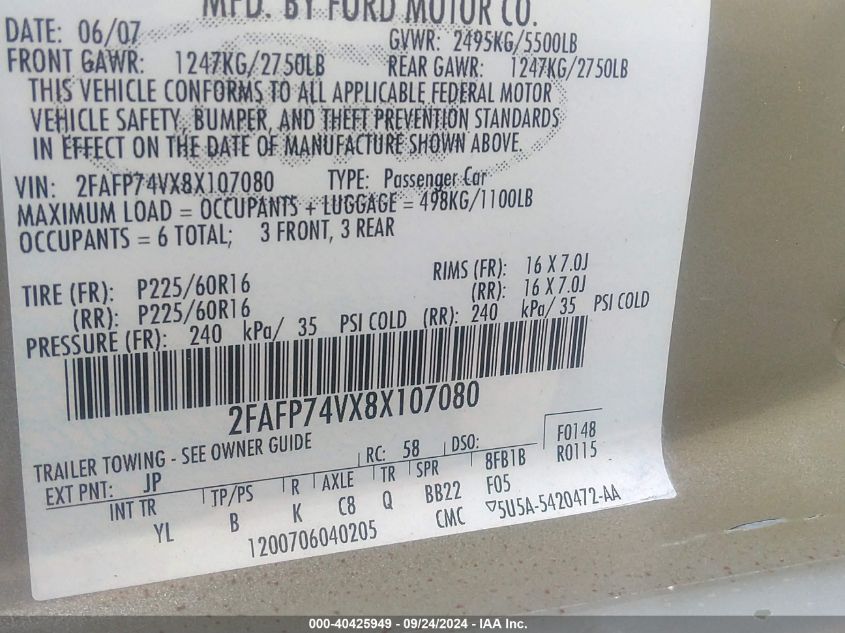 MFD. BY FORD MOTOR CO.
DATE: 06/07 GVWR: 2495KG/5500LB
FRONT GAWR: 1247KG/2750LB REAR GAWR: 1247KG/2750LB
THIS VEHICLE CONFORMS TO ALL APPLICABLE FEDERAL MOTOR
VEHICLE SAFETY, BUMPER, AND THEFT PREVENTION STANDARDS
IN EFFECT ON THE DATE OF MANUFACTURE SHOWN ABOVE.
VIN: 2FAFP74VX8X107080 TYPE: Passenger Car
MAXIMUM LOAD = OCCUPANTS + LUGGAGE = 498KG/1100LB
OCCUPANTS = 6 TOTAL; 3 FRONT, 3 REAR
TIRE (FR): P225/60R16 RIMS (FR): 16 X 7.0J
(RR): P225/60R16 (RR): 16 X 7.0J
PRESSURE (FR): 240 kPa/ 35 PSI COLD (RR): 240 kPa/ 35 PSI COLD
2FAFP74VX8X107080
TRAILER TOWING - SEE OWNER GUIDE RC: 58 DSO: F0148
EXT PNT: JP 8FB1B R0115
INT TR TP/PS R AXLE TR SPR F05
YL B K C8 Q BB22 ▽5U5A-5420472-AA
1200706040205 CMC
000-40425949 - 09/24/2024 - IAA Inc.